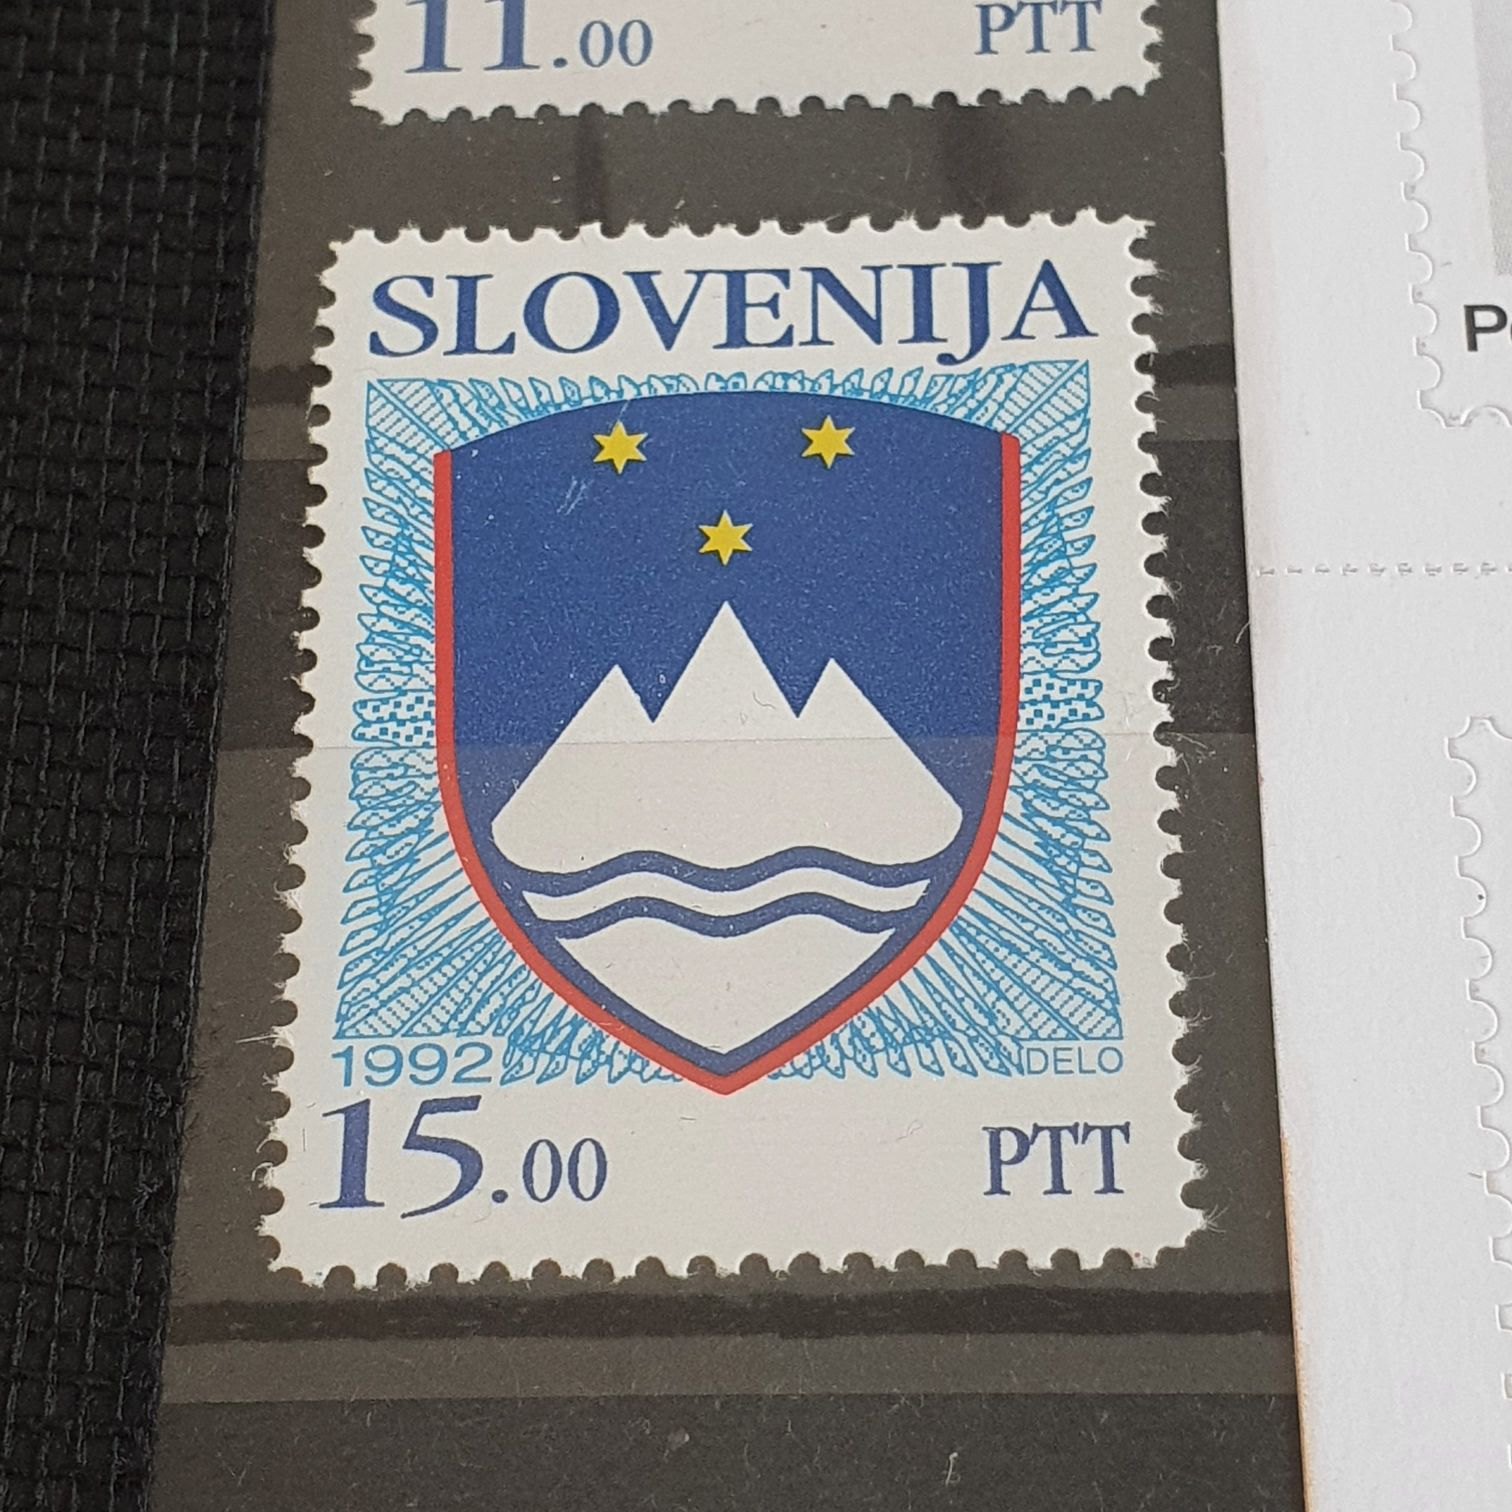 11.00 PTT
SLOVENIJA
1992 DELO
15.00 PTT